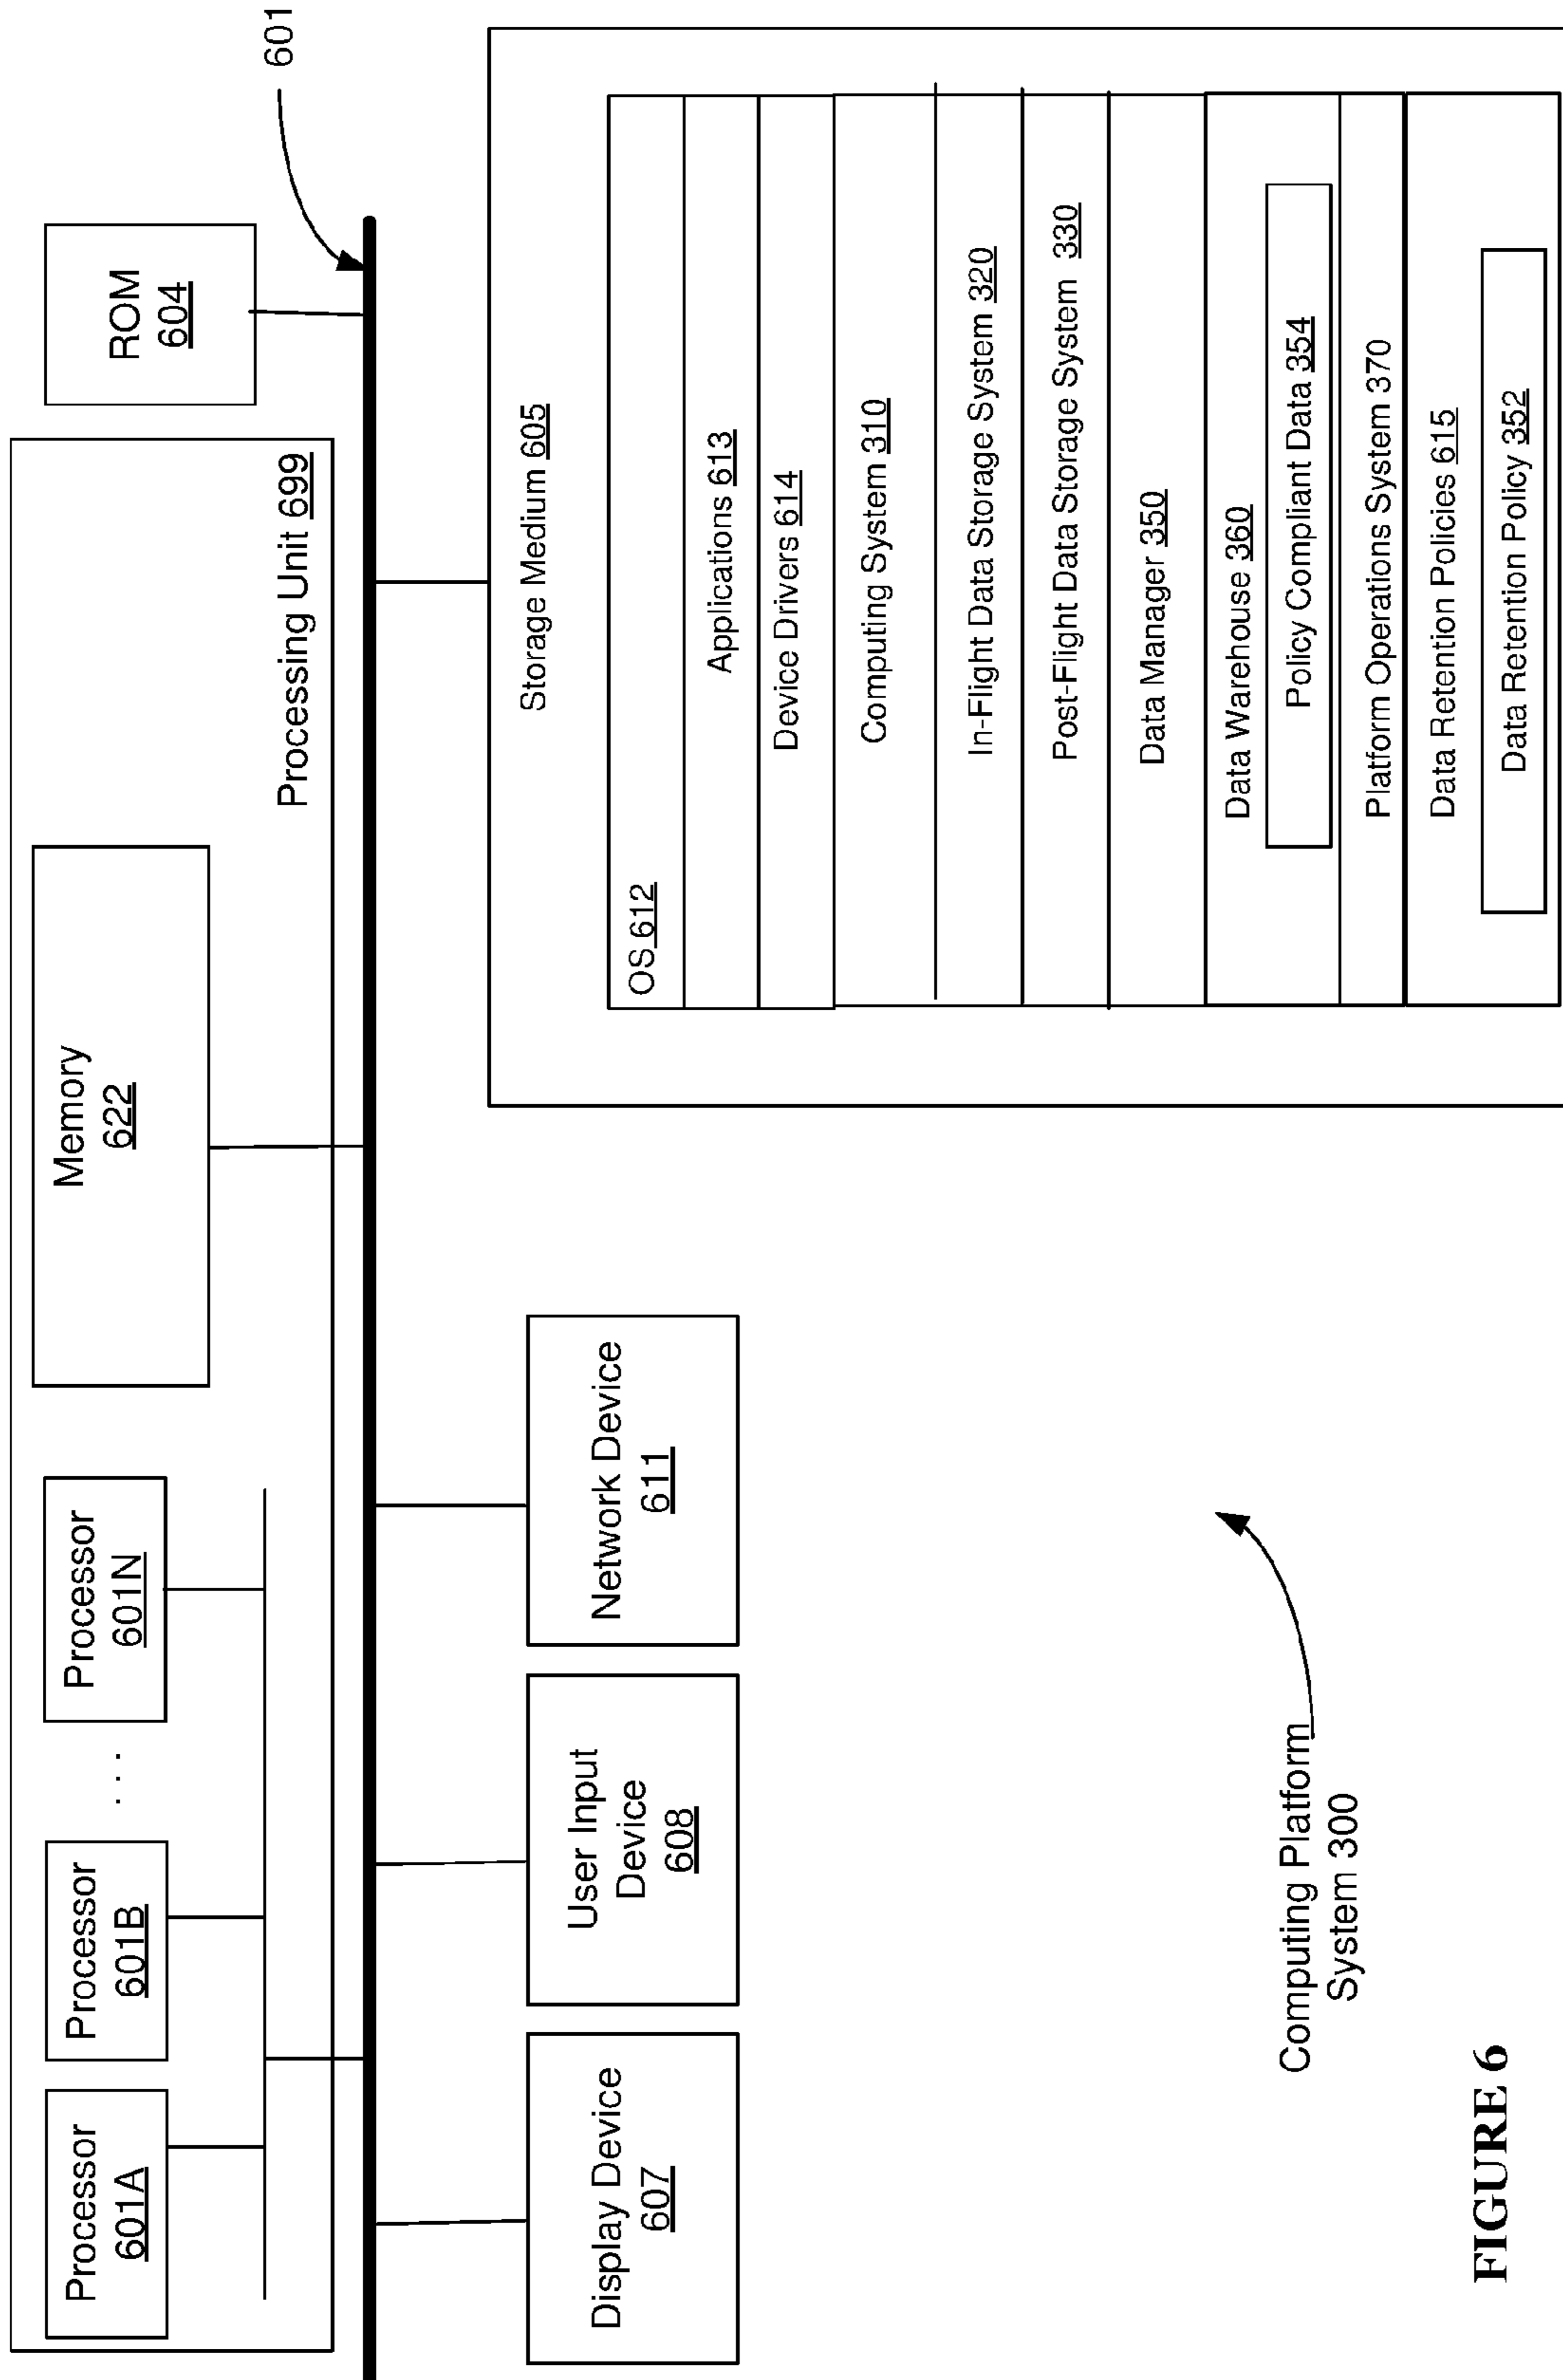 Processor
601A
Processor
601B
. . .
Processor
601N
Memory
622
Processing Unit 699
ROM
604
601
Display Device
607
User Input
Device
608
Network Device
611
Storage Medium 605
OS 612
Applications 613
Device Drivers 614
Computing System 310
In-Flight Data Storage System 320
Post-Flight Data Storage System 330
Data Manager 350
Data Warehouse 360
Policy Compliant Data 354
Platform Operations System 370
Data Retention Policies 615
Data Retention Policy 352
Computing Platform
System 300
FIGURE 6